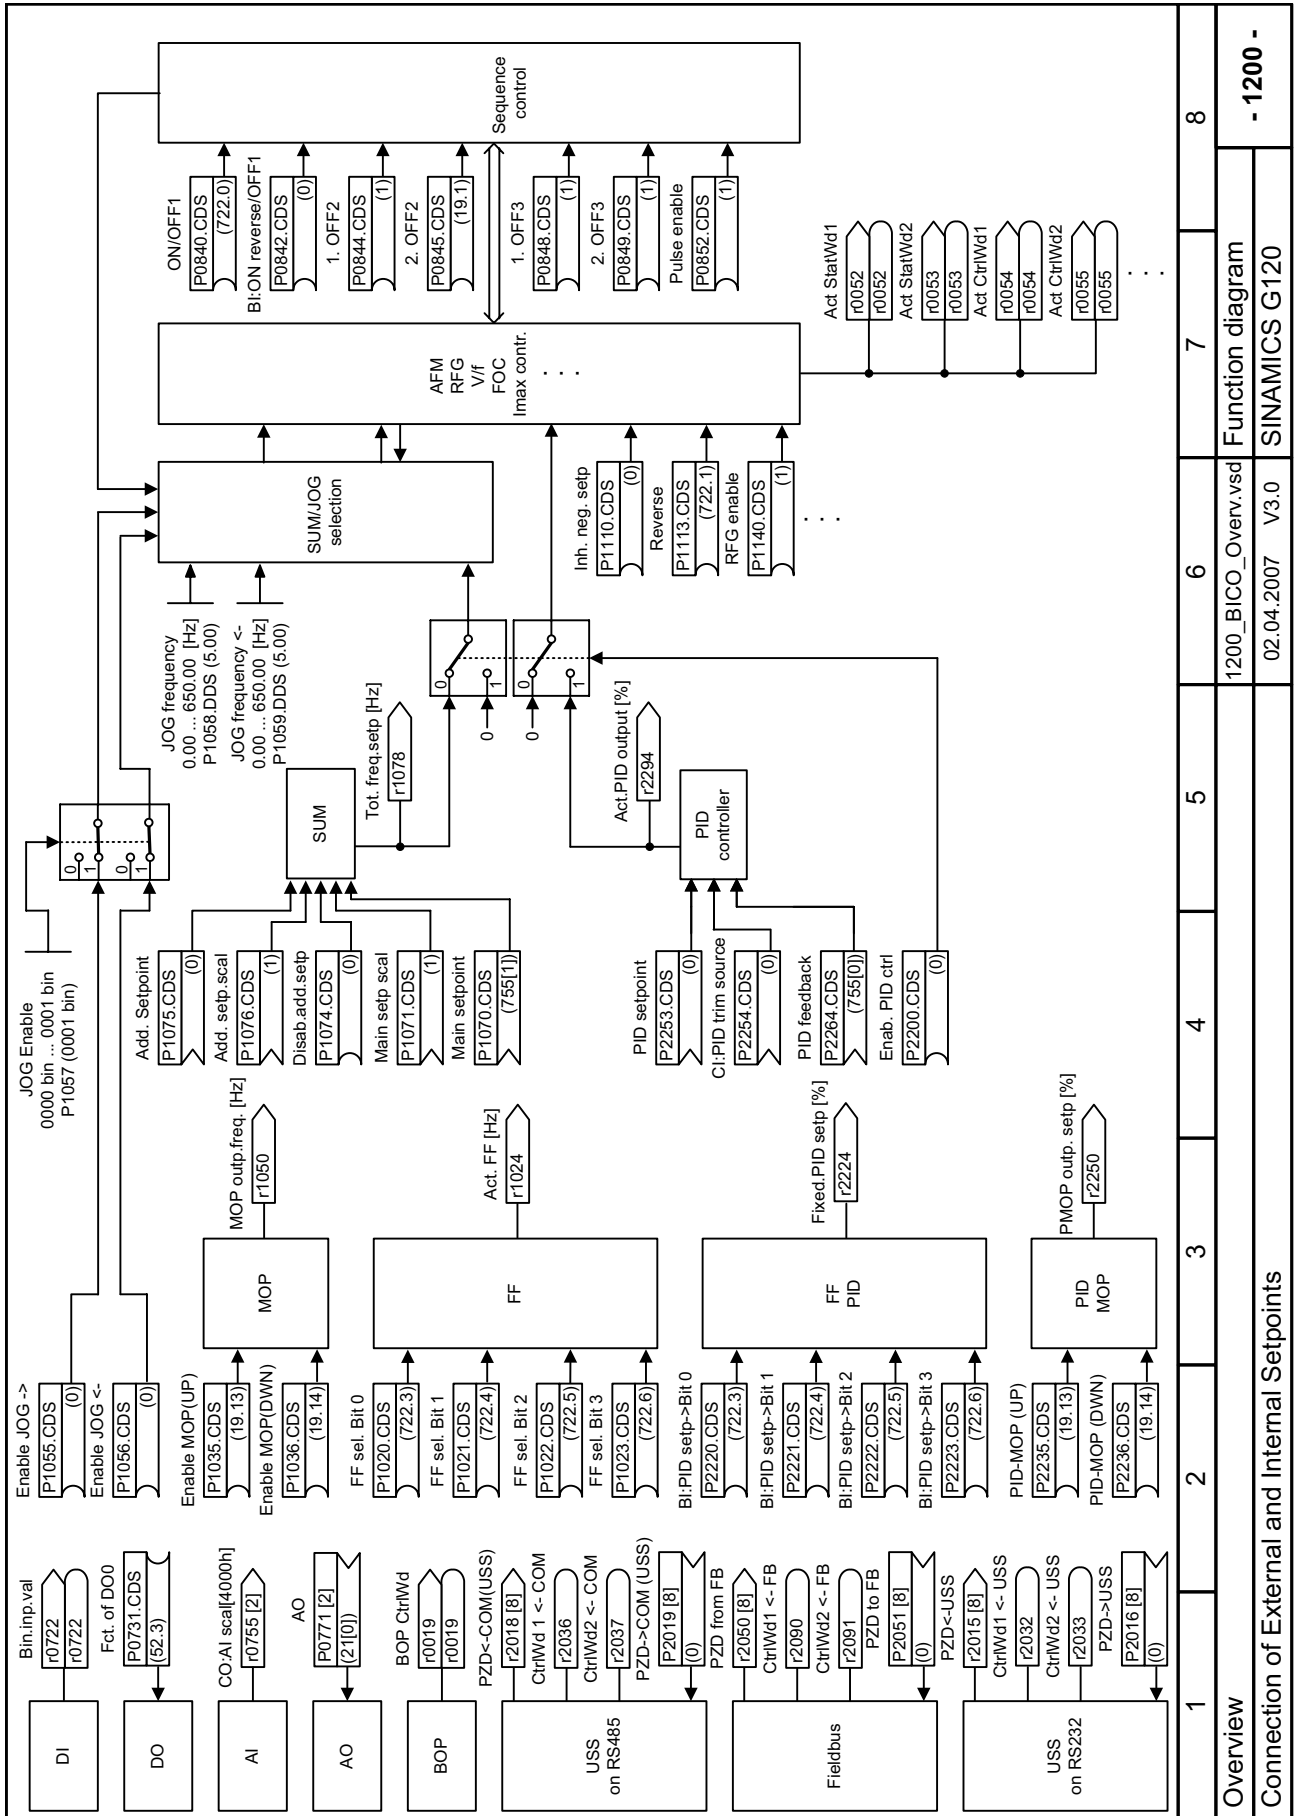 DI
Bin.inp.val
r0722
r0722
DO
Fct. of DO0
P0731.CDS
(52.3)
AI
CO:AI scal[4000h]
r0755 [2]
AO
AO
P0771 [2]
(21[0])
BOP
BOP CtrlWd
r0019
r0019
USS
on RS485
PZD<-COM(USS)
r2018 [8]
CtrlWd 1 <- COM
r2036
CtrlWd2 <- COM
r2037
PZD->COM (USS)
P2019 [8]
(0)
Fieldbus
PZD from FB
r2050 [8]
CtrlWd1 <- FB
r2090
CtrlWd2 <- FB
r2091
PZD to FB
P2051 [8]
(0)
USS
on RS232
PZD<-USS
r2015 [8]
CtrlWd1 <- USS
r2032
CtrlWd2 <- USS
r2033
PZD->USS
P2016 [8]
(0)
Enable JOG ->
P1055.CDS
(0)
Enable JOG <-
P1056.CDS
(0)
Enable MOP(UP)
P1035.CDS
(19.13)
Enable MOP(DWN)
P1036.CDS
(19.14)
FF sel. Bit 0
P1020.CDS
(722.3)
FF sel. Bit 1
P1021.CDS
(722.4)
FF sel. Bit 2
P1022.CDS
(722.5)
FF sel. Bit 3
P1023.CDS
(722.6)
BI:PID setp->Bit 0
P2220.CDS
(722.3)
BI:PID setp->Bit 1
P2221.CDS
(722.4)
BI:PID setp->Bit 2
P2222.CDS
(722.5)
BI:PID setp->Bit 3
P2223.CDS
(722.6)
PID-MOP (UP)
P2235.CDS
(19.13)
PID-MOP (DWN)
P2236.CDS
(19.14)
MOP
MOP outp.freq. [Hz]
r1050
FF
Act. FF [Hz]
r1024
FF
PID
Fixed.PID setp [%]
r2224
PID
MOP
PMOP outp. setp [%]
r2250
JOG Enable
0000 bin ... 0001 bin
P1057 (0001 bin)
0
1
0
1
Add. Setpoint
P1075.CDS
(0)
Add. setp.scal
P1076.CDS
(1)
Disab.add.setp
P1074.CDS
(0)
Main setp scal
P1071.CDS
(1)
Main setpoint
P1070.CDS
(755[1])
PID setpoint
P2253.CDS
(0)
CI:PID trim source
P2254.CDS
(0)
PID feedback
P2264.CDS
(755[0])
Enab. PID ctrl
P2200.CDS
(0)
SUM
Tot. freq.setp [Hz]
r1078
PID
controller
Act.PID output [%]
r2294
JOG frequency
0.00 ... 650.00 [Hz]
P1058.DDS (5.00)
JOG frequency <-
0.00 ... 650.00 [Hz]
P1059.DDS (5.00)
0
1
0
0
1
0
SUM/JOG
selection
Inh. neg. setp
P1110.CDS
(0)
Reverse
P1113.CDS
(722.1)
RFG enable
P1140.CDS
(1)
. . .
AFM
RFG
V/f
FOC
Imax contr.
. . .
ON/OFF1
P0840.CDS
(722.0)
BI:ON reverse/OFF1
P0842.CDS
(0)
1. OFF2
P0844.CDS
(1)
2. OFF2
P0845.CDS
(19.1)
1. OFF3
P0848.CDS
(1)
2. OFF3
P0849.CDS
(1)
Pulse enable
P0852.CDS
(1)
Act StatWd1
r0052
r0052
Act StatWd2
r0053
r0053
Act CtrlWd1
r0054
r0054
Act CtrlWd2
r0055
r0055
. . .
Sequence
control
1 2 3 4 5 6 7 8
Overview 1200_BICO_Overv.vsd Function diagram
Connection of External and Internal Setpoints 02.04.2007 V3.0 SINAMICS G120
- 1200 -